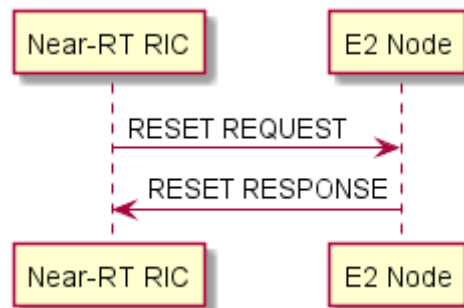 Near-RT RIC
E2 Node
RESET REQUEST
RESET RESPONSE
Near-RT RIC
E2 Node